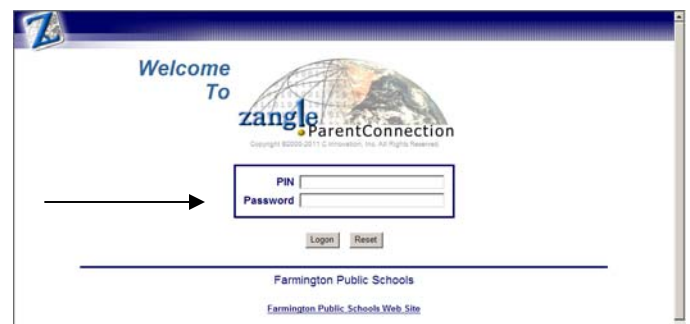 Z
Welcome
To
zangle
ParentConnection
Copyright ©2000-2011 C Innovation, Inc. All Rights Reserved.
PIN
Password
Logon Reset
Farmington Public Schools
Farmington Public Schools Web Site